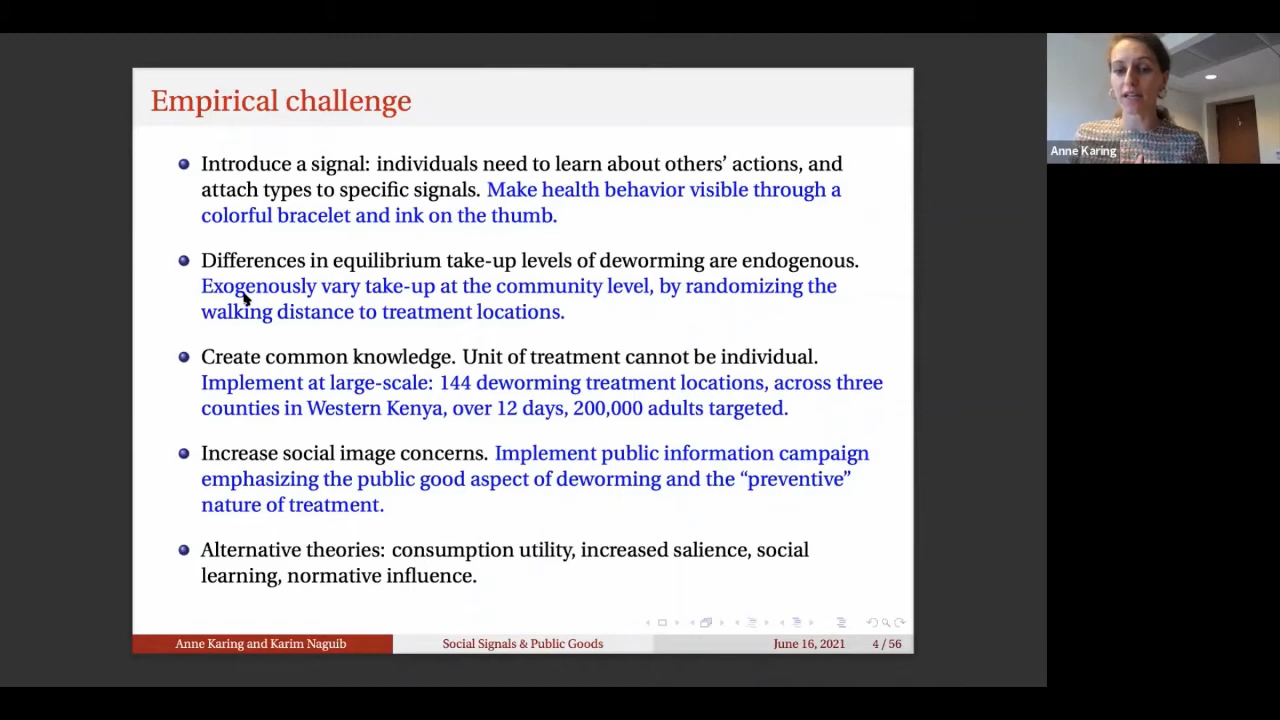 Empirical challenge
Introduce a signal: individuals need to learn about others’ actions, and
attach types to specific signals. Make health behavior visible through a
colorful bracelet and ink on the thumb.
Differences in equilibrium take-up levels of deworming are endogenous.
Exogenously vary take-up at the community level, by randomizing the
walking distance to treatment locations.
Create common knowledge. Unit of treatment cannot be individual.
Implement at large-scale: 144 deworming treatment locations, across three
counties in Western Kenya, over 12 days, 200,000 adults targeted.
Increase social image concerns. Implement public information campaign
emphasizing the public good aspect of deworming and the “preventive”
nature of treatment.
Alternative theories: consumption utility, increased salience, social
learning, normative influence.
Anne Karing and Karim Naguib
Social Signals & Public Goods
June 16, 2021
4 / 56
Anne Karing